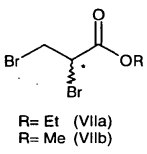 O
Br * OR
Br
R= Et (VIIa)
R= Me (VIIb)